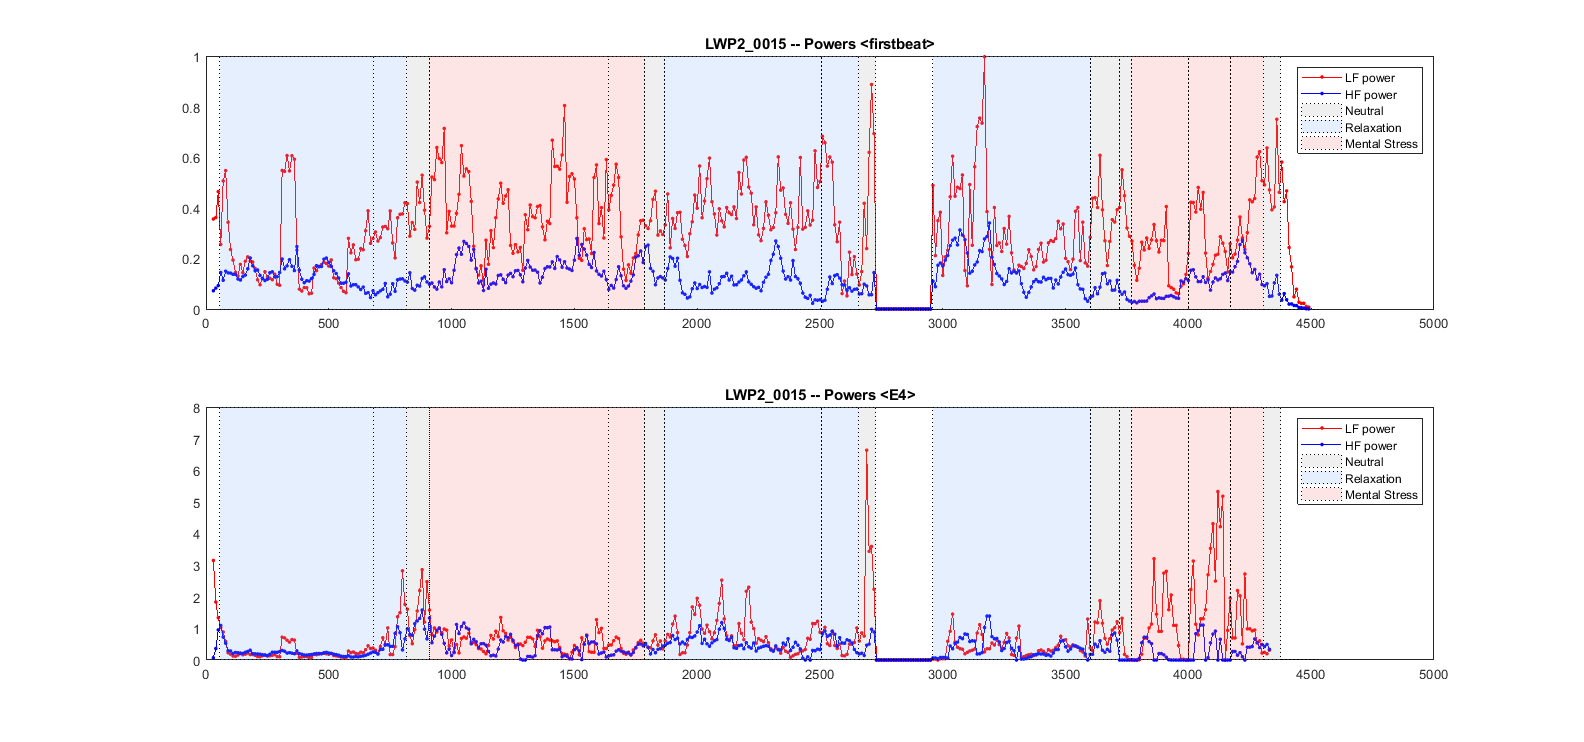 LWP2_0015 -- Powers <firstbeat>
1
0.8
0.6
0.4
0.2
0
0 500 1000 1500 2000 2500 3000 3500 4000 4500 5000
LF power
HF power
Neutral
Relaxation
Mental Stress
LWP2_0015 -- Powers <E4>
8
7
6
5
4
3
2
1
0
0 500 1000 1500 2000 2500 3000 3500 4000 4500 5000
LF power
HF power
Neutral
Relaxation
Mental Stress